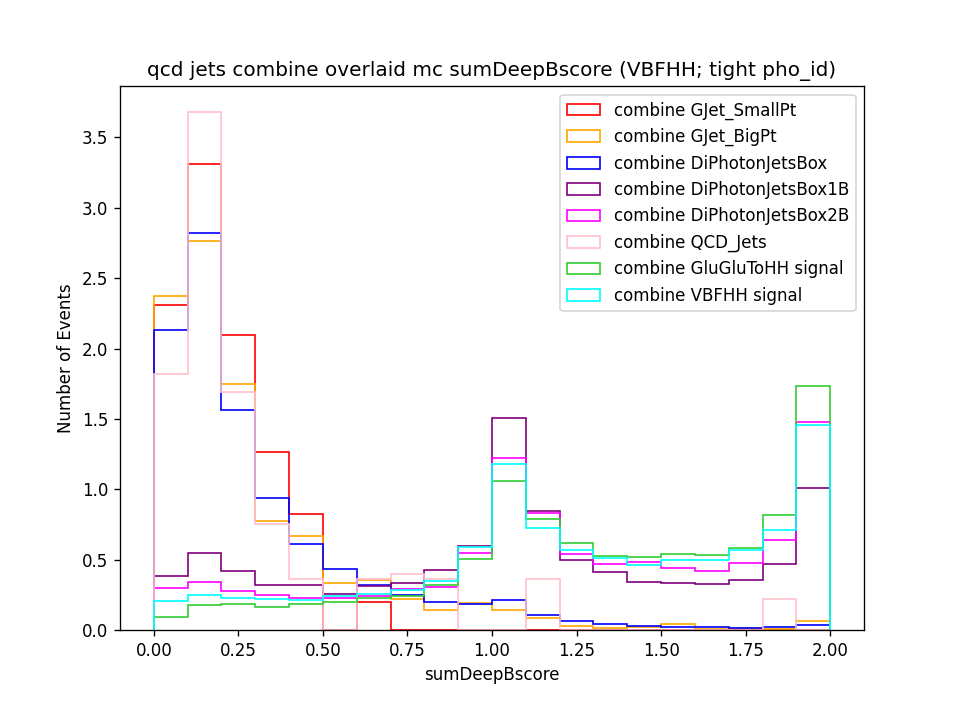 qcd jets combine overlaid mc sumDeepBscore (VBFHH; tight pho_id)
combine GJet_SmallPt
combine GJet_BigPt
combine DiPhotonJetsBox
combine DiPhotonJetsBox1B
combine DiPhotonJetsBox2B
combine QCD_Jets
combine GluGluToHH signal
combine VBFHH signal
Number of Events
3.5
3.0
2.5
2.0
1.5
1.0
0.5
0.0
0.00 0.25 0.50 0.75 1.00 1.25 1.50 1.75 2.00
sumDeepBscore